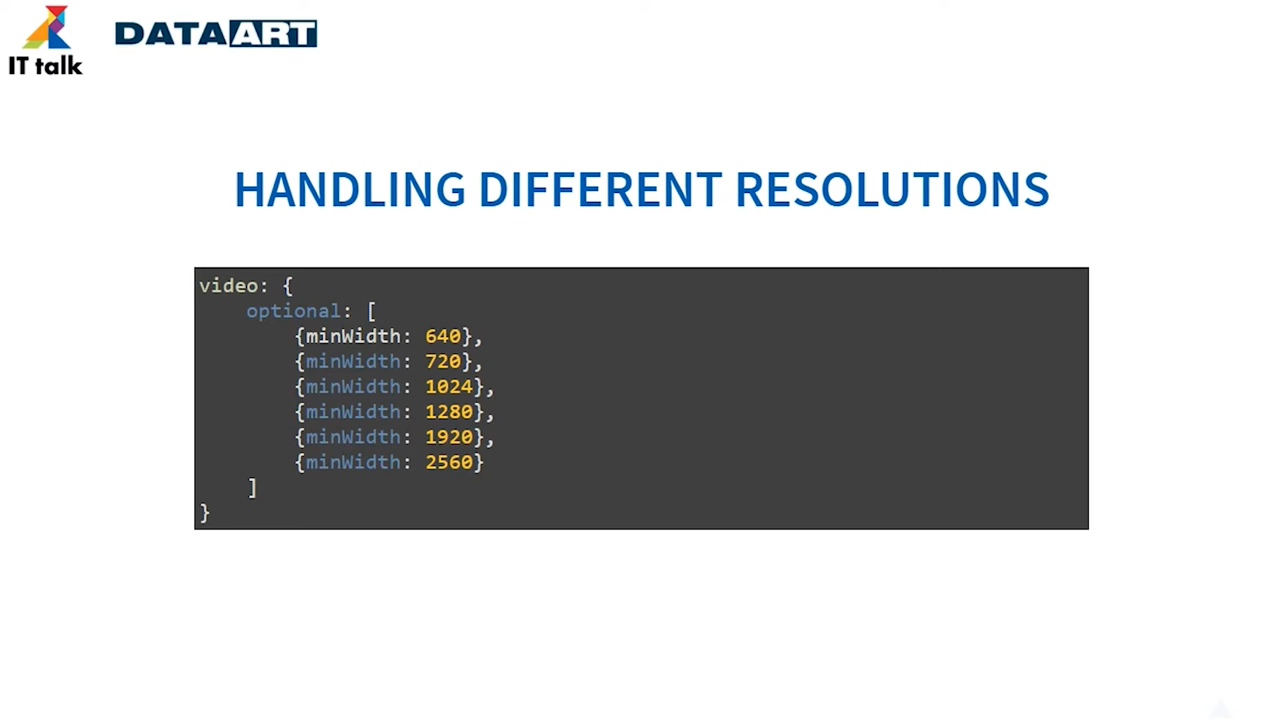 IT talk
DATAART
HANDLING DIFFERENT RESOLUTIONS
video: {
    optional: [
        {minWidth: 640},
        {minWidth: 720},
        {minWidth: 1024},
        {minWidth: 1280},
        {minWidth: 1920},
        {minWidth: 2560}
    ]
}